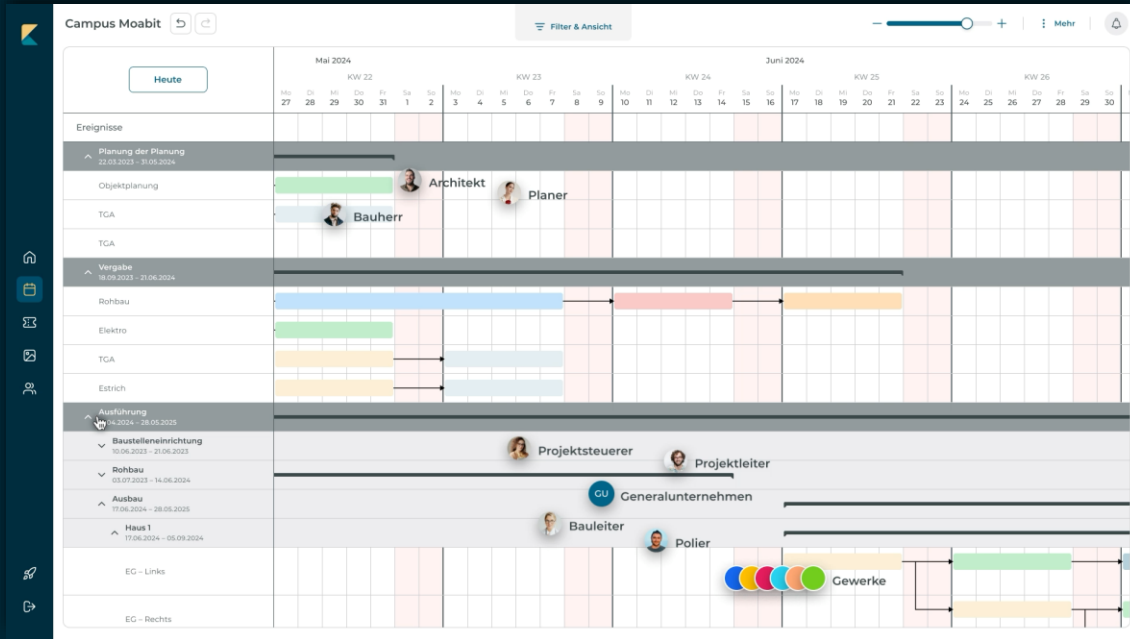 Campus Moabit
Filter & Ansicht
Mehr
Heute
Mai 2024
Juni 2024
KW 22
KW 23
KW 24
KW 25
KW 26
Mo Di Mi Do Fr Sa So Mo Di Mi Do Fr Sa So Mo Di Mi Do Fr Sa So Mo Di Mi Do Fr Sa So Mo Di Mi Do Fr Sa So
27 28 29 30 31 1 2 3 4 5 6 7 8 9 10 11 12 13 14 15 16 17 18 19 20 21 22 23 24 25 26 27 28 29 30
Ereignisse
Planung der Planung
22.03.2023 – 31.05.2024
Objektplanung
Architekt
Planer
TGA
Bauherr
TGA
Vergabe
18.09.2023 – 21.06.2024
Rohbau
Elektro
TGA
Estrich
Ausführung
.04.2024 – 28.05.2025
Baustelleneinrichtung
10.06.2023 – 21.06.2023
Projektsteuerer
Projektleiter
Rohbau
03.07.2023 – 14.06.2024
GU
Generalunternehmen
Ausbau
17.06.2024 – 28.05.2025
Bauleiter
Haus 1
17.06.2024 – 05.09.2024
Polier
EG – Links
Gewerke
EG – Rechts